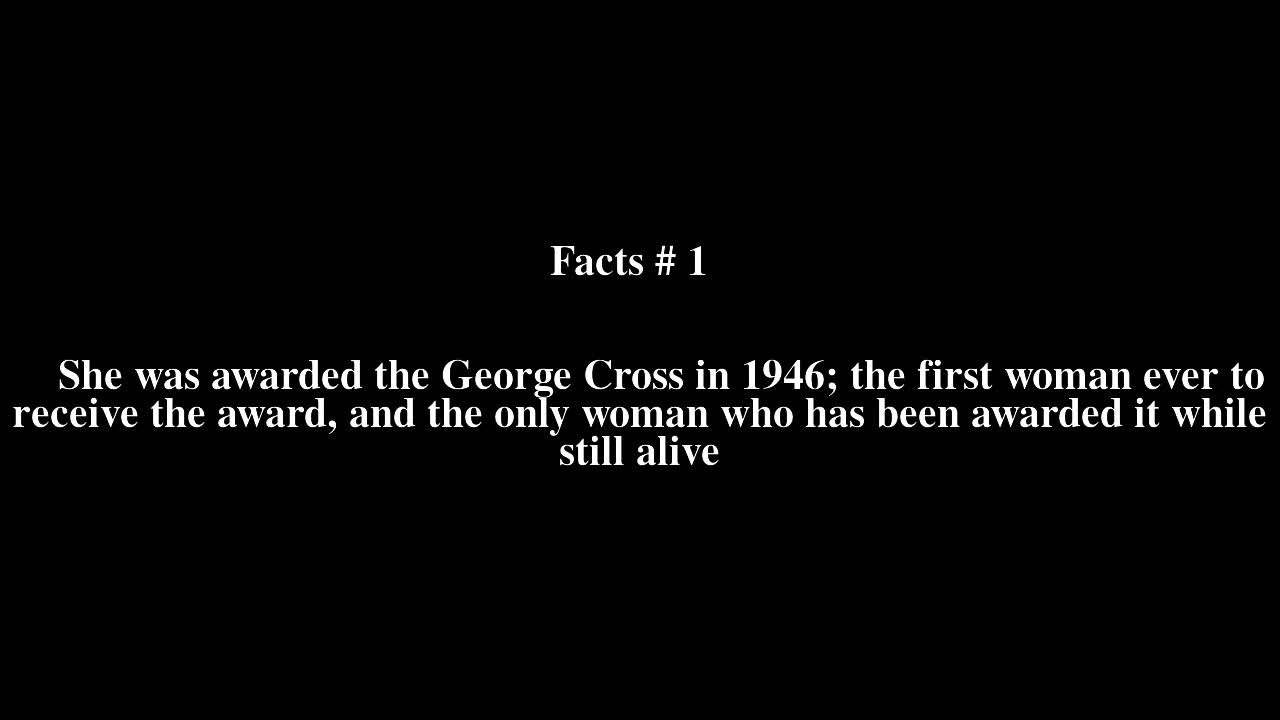 Facts # 1
She was awarded the George Cross in 1946; the first woman ever to
receive the award, and the only woman who has been awarded it while
still alive